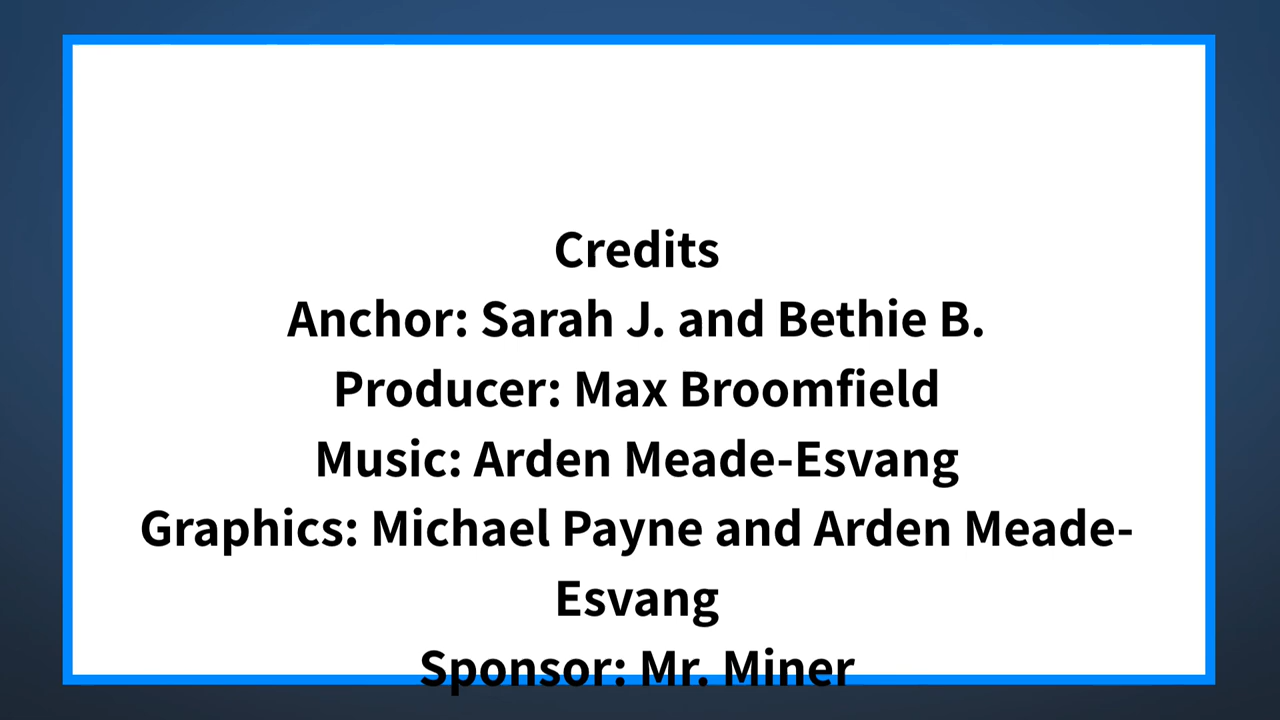 Credits
Anchor: Sarah J. and Bethie B.
Producer: Max Broomfield
Music: Arden Meade-Esvang
Graphics: Michael Payne and Arden Meade-
Esvang
Sponsor: Mr. Miner